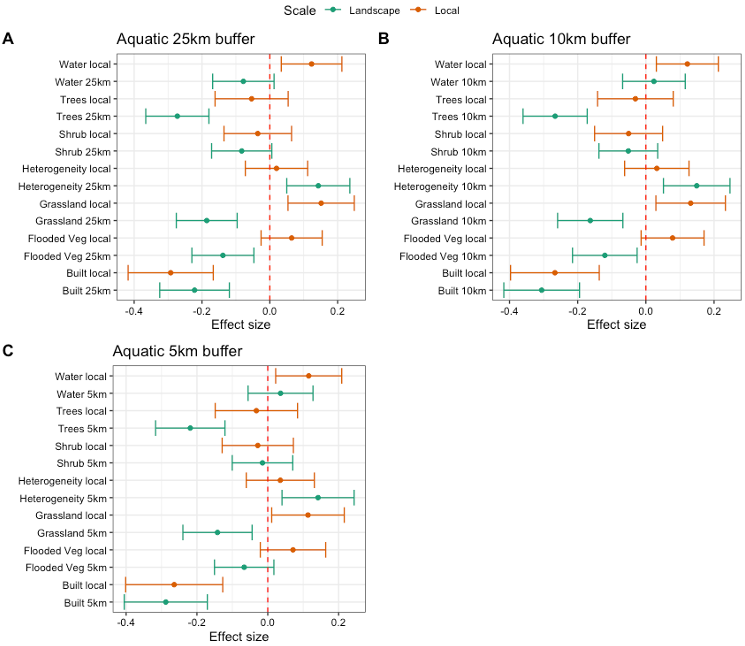 Scale Landscape Local
A Aquatic 25km buffer
Water local
Water 25km
Trees local
Trees 25km
Shrub local
Shrub 25km
Heterogeneity local
Heterogeneity 25km
Grassland local
Grassland 25km
Flooded Veg local
Flooded Veg 25km
Built local
Built 25km
-0.4 -0.2 0.0 0.2
Effect size
B Aquatic 10km buffer
Water local
Water 10km
Trees local
Trees 10km
Shrub local
Shrub 10km
Heterogeneity local
Heterogeneity 10km
Grassland local
Grassland 10km
Flooded Veg local
Flooded Veg 10km
Built local
Built 10km
-0.4 -0.2 0.0 0.2
Effect size
C Aquatic 5km buffer
Water local
Water 5km
Trees local
Trees 5km
Shrub local
Shrub 5km
Heterogeneity local
Heterogeneity 5km
Grassland local
Grassland 5km
Flooded Veg local
Flooded Veg 5km
Built local
Built 5km
-0.4 -0.2 0.0 0.2
Effect size